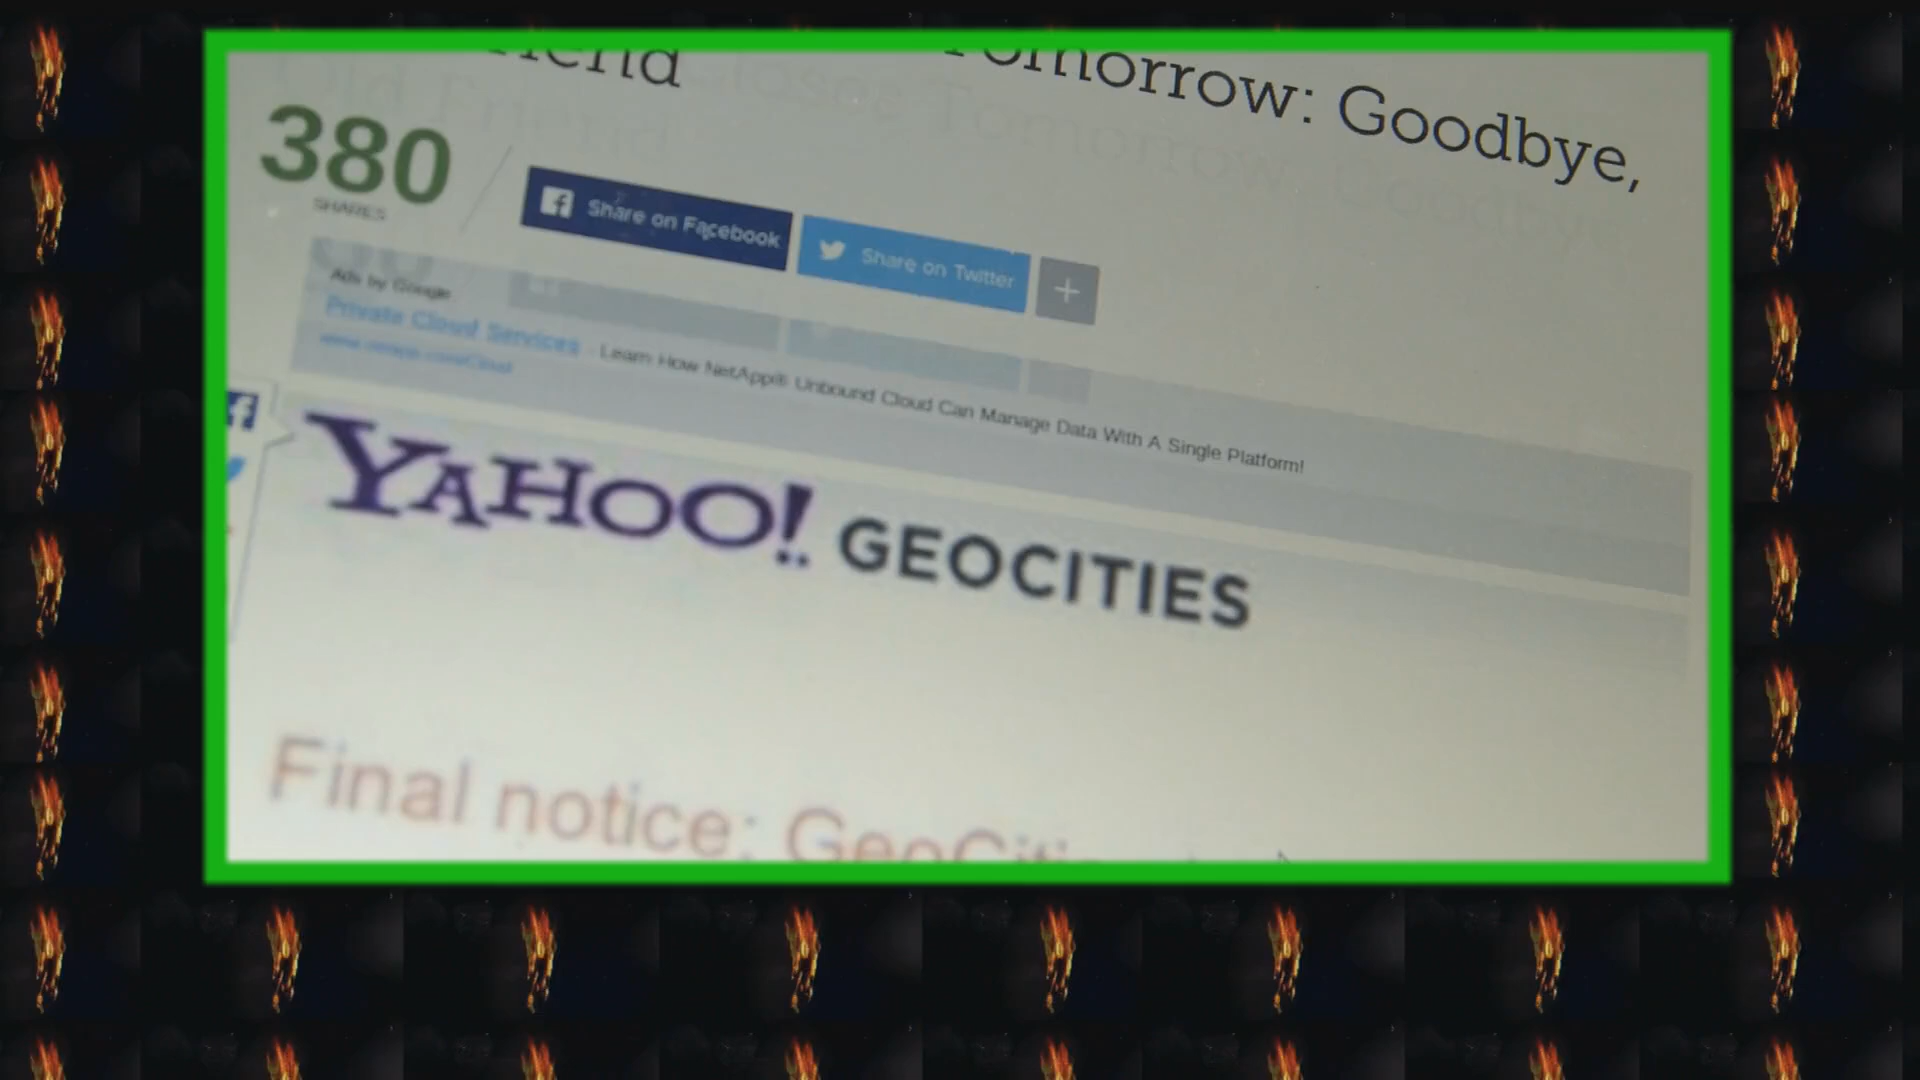 Tomorrow: Goodbye,
380
SHARES
Share on Facebook
Share on Twitter
+
Ads by Google
Private Cloud Services - Learn How NetApp® Unbound Cloud Can Manage Data With A Single Platform!
YAHOO! GEOCITIES
Final notice: GeoCiti